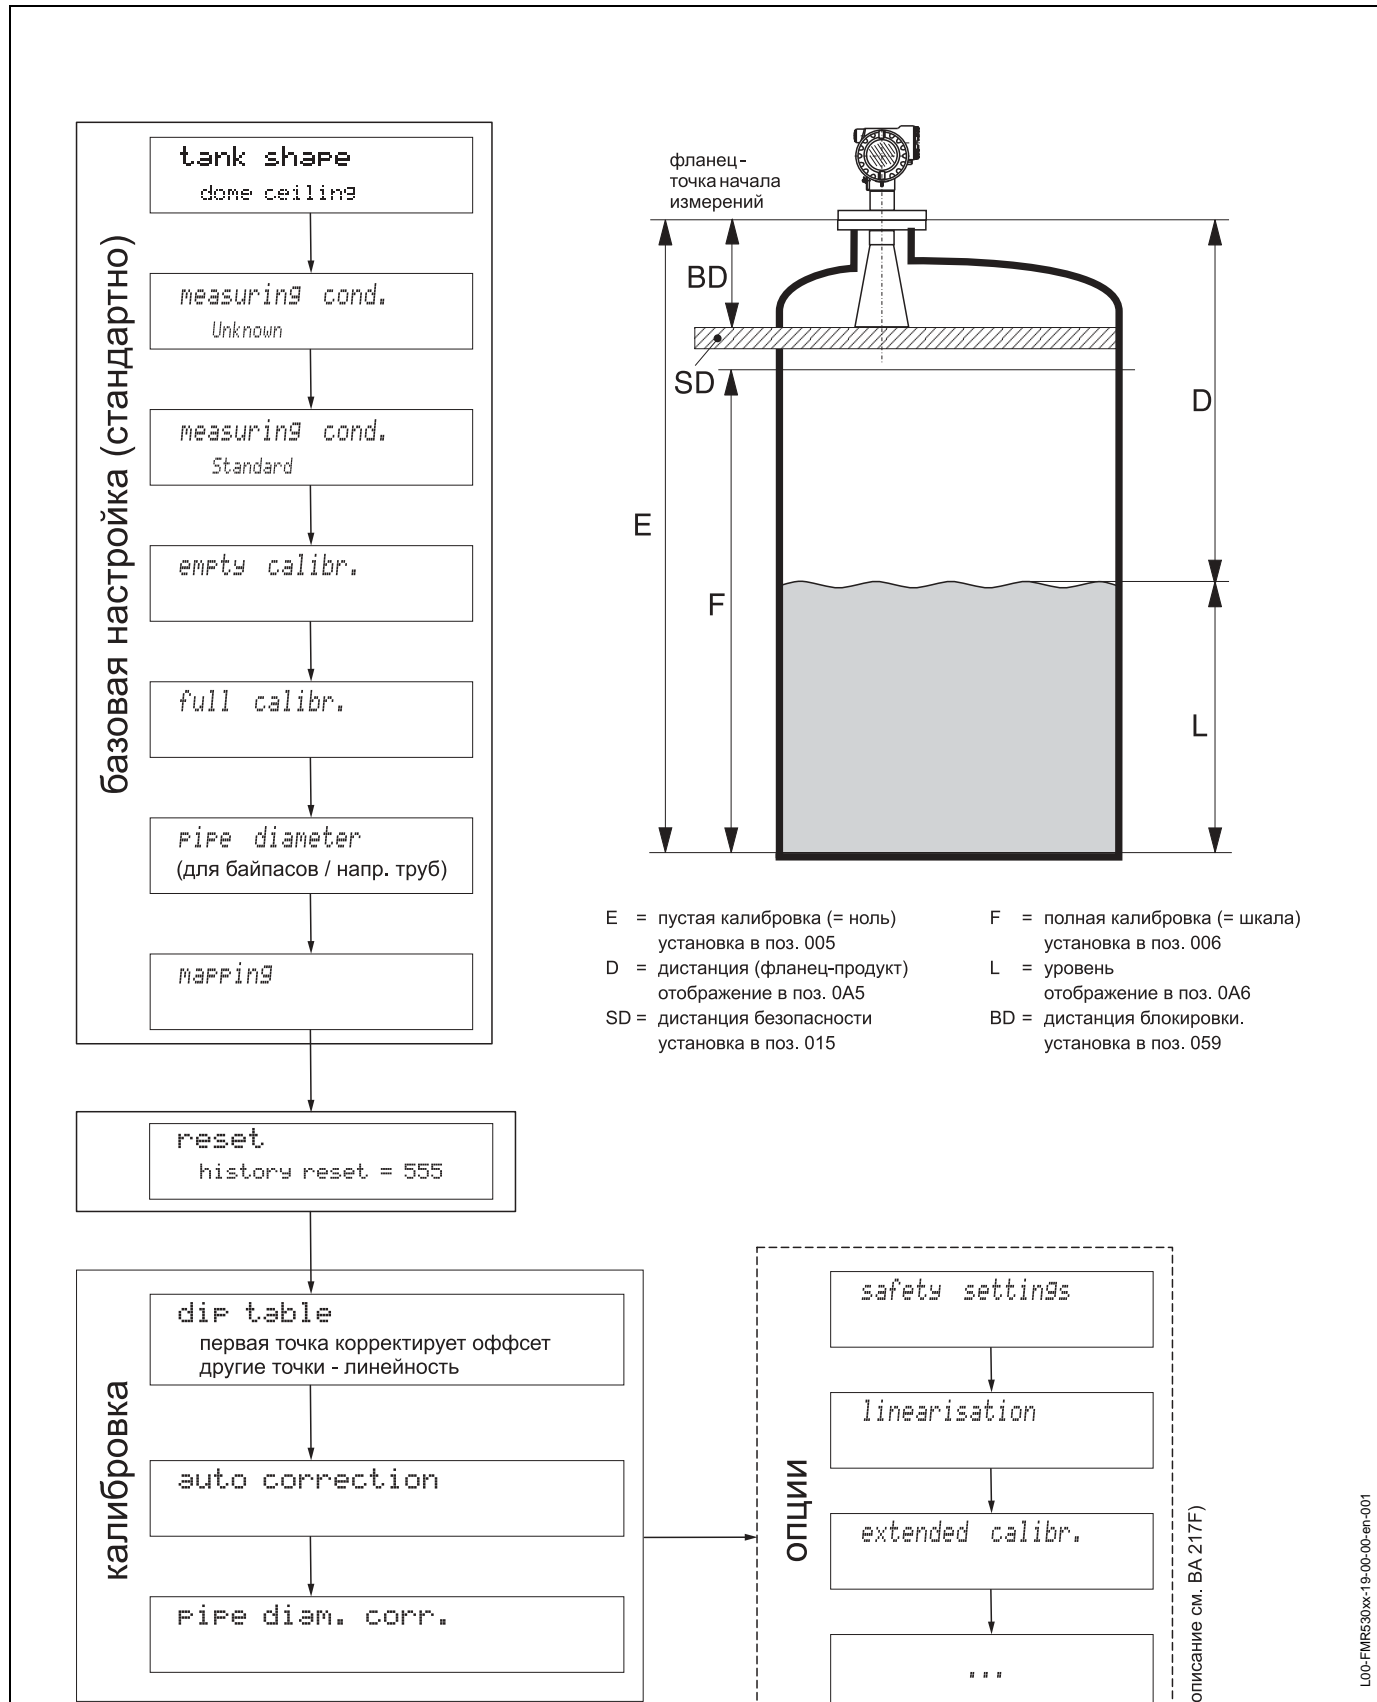 базовая настройка (стандартно)
tank shape
dome ceiling
measuring cond.
Unknown
measuring cond.
Standard
empty calibr.
full calibr.
pipe diameter
(для байпасов / напр. труб)
mapping
фланец -
точка начала
измерений
BD
SD
D
E
F
L
E = пустая калибровка (= ноль)
установка в поз. 005
D = дистанция (фланец-продукт)
отображение в поз. 0A5
SD = дистанция безопасности
установка в поз. 015
F = полная калибровка (= шкала)
установка в поз. 006
L = уровень
отображение в поз. 0A6
BD = дистанция блокировки.
установка в поз. 059
reset
history reset = 555
калибровка
dip table
первая точка корректирует оффсет
другие точки - линейность
auto correction
pipe diam. corr.
опции
safety settings
linearisation
extended calibr.
...
описание см. BA 217F)
L00-FMR530xx-19-00-00-en-001